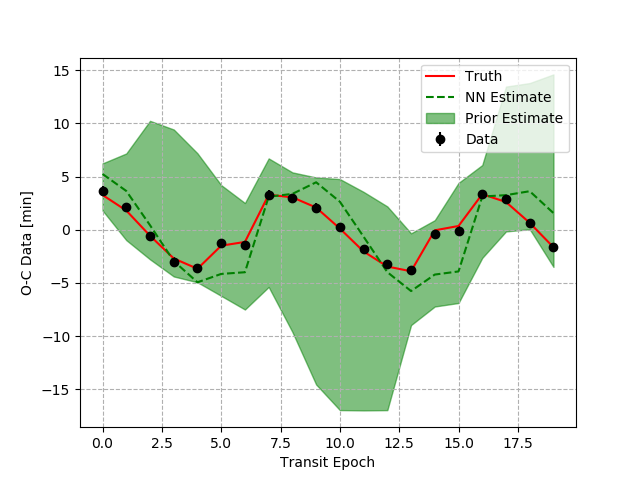 Truth
NN Estimate
Prior Estimate
Data
O-C Data [min]
15
10
5
0
−5
−10
−15
0.0 2.5 5.0 7.5 10.0 12.5 15.0 17.5
Transit Epoch